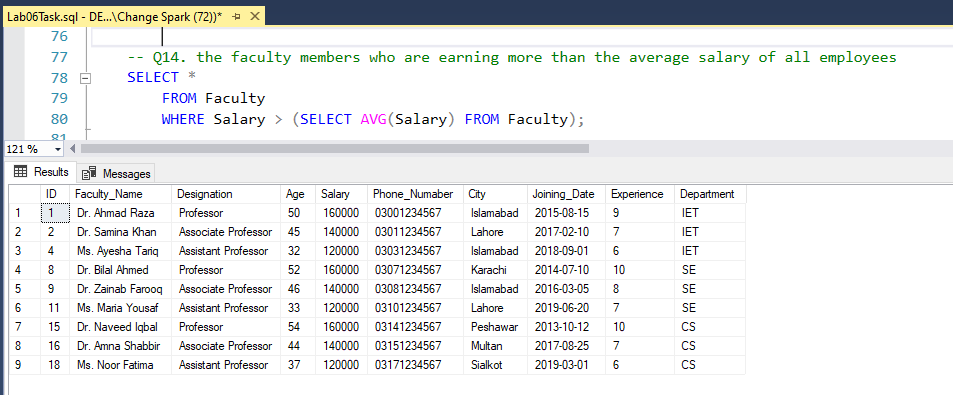 Lab06Task.sql - DE...\Change Spark (72))*
76
77 -- Q14. the faculty members who are earning more than the average salary of all employees
78 SELECT *
79 FROM Faculty
80 WHERE Salary > (SELECT AVG(Salary) FROM Faculty);
81
121 %
Results Messages
ID Faculty_Name Designation Age Salary Phone_Number City Joining_Date Experience Department
1 1 Dr. Ahmad Raza Professor 50 160000 03001234567 Islamabad 2015-08-15 9 IET
2 2 Dr. Samina Khan Associate Professor 45 140000 03011234567 Lahore 2017-02-10 7 IET
3 4 Ms. Ayesha Tariq Assistant Professor 32 120000 03031234567 Islamabad 2018-09-01 6 IET
4 8 Dr. Bilal Ahmed Professor 52 160000 03071234567 Karachi 2014-07-10 10 SE
5 9 Dr. Zainab Farooq Associate Professor 46 140000 03081234567 Islamabad 2016-03-05 8 SE
6 11 Ms. Maria Yousaf Assistant Professor 33 120000 03101234567 Lahore 2019-06-20 7 SE
7 15 Dr. Naveed Iqbal Professor 54 160000 03141234567 Peshawar 2013-10-12 10 CS
8 16 Dr. Amna Shabbir Associate Professor 44 140000 03151234567 Multan 2017-08-25 7 CS
9 18 Ms. Noor Fatima Assistant Professor 37 120000 03171234567 Sialkot 2019-03-01 6 CS